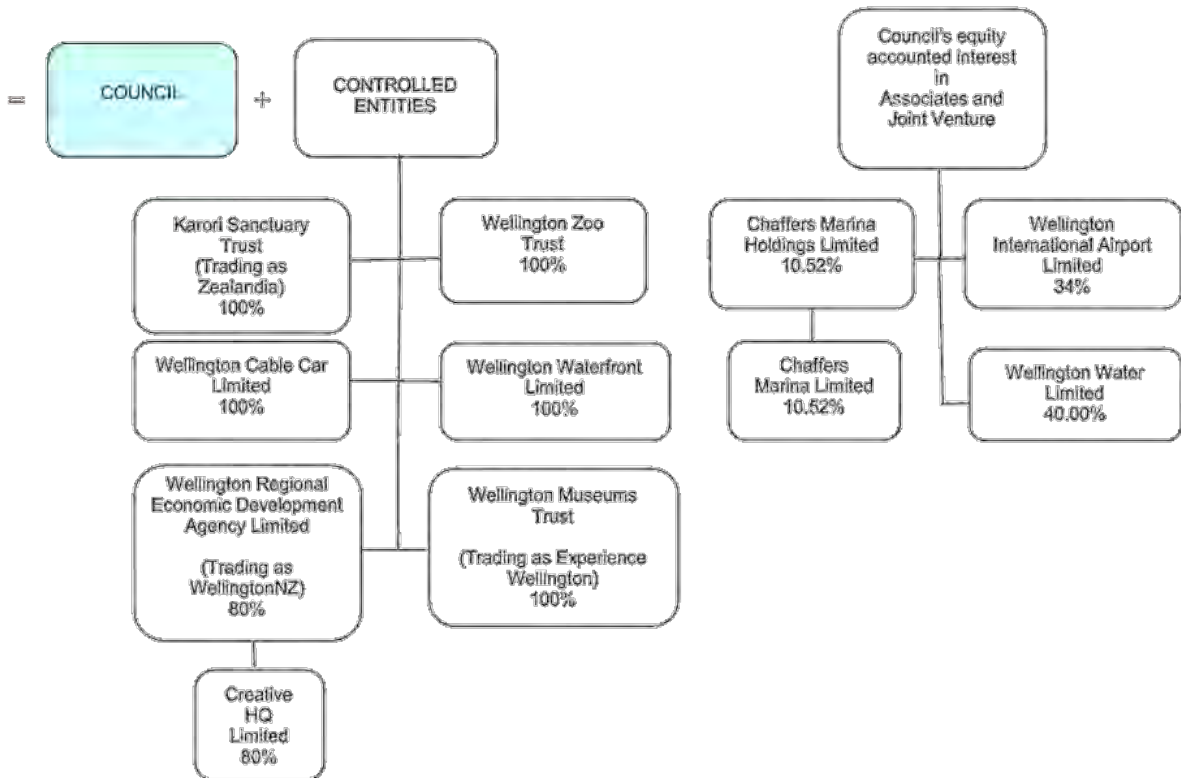 =
COUNCIL
+
CONTROLLED
ENTITIES
Council's equity
accounted interest
in
Associates and
Joint Venture
Karori Sanctuary
Trust
(Trading as
Zealandia)
100%
Wellington Zoo
Trust
100%
Chaffers Marina
Holdings Limited
10.52%
Wellington
International Airport
Limited
34%
Wellington Cable Car
Limited
100%
Wellington Waterfront
Limited
100%
Chaffers
Marina Limited
10.52%
Wellington Water
Limited
40.00%
Wellington Regional
Economic Development
Agency Limited
(Trading as
WellingtonNZ)
80%
Wellington Museums
Trust
(Trading as Experience
Wellington)
100%
Creative
HQ
Limited
80%